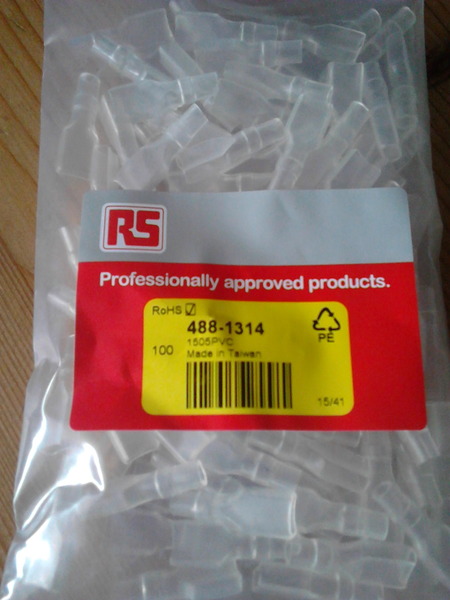 RS
Professionally approved products.
RoHS
488-1314
1505PVC
100
Made in Taiwan
PE
15/41